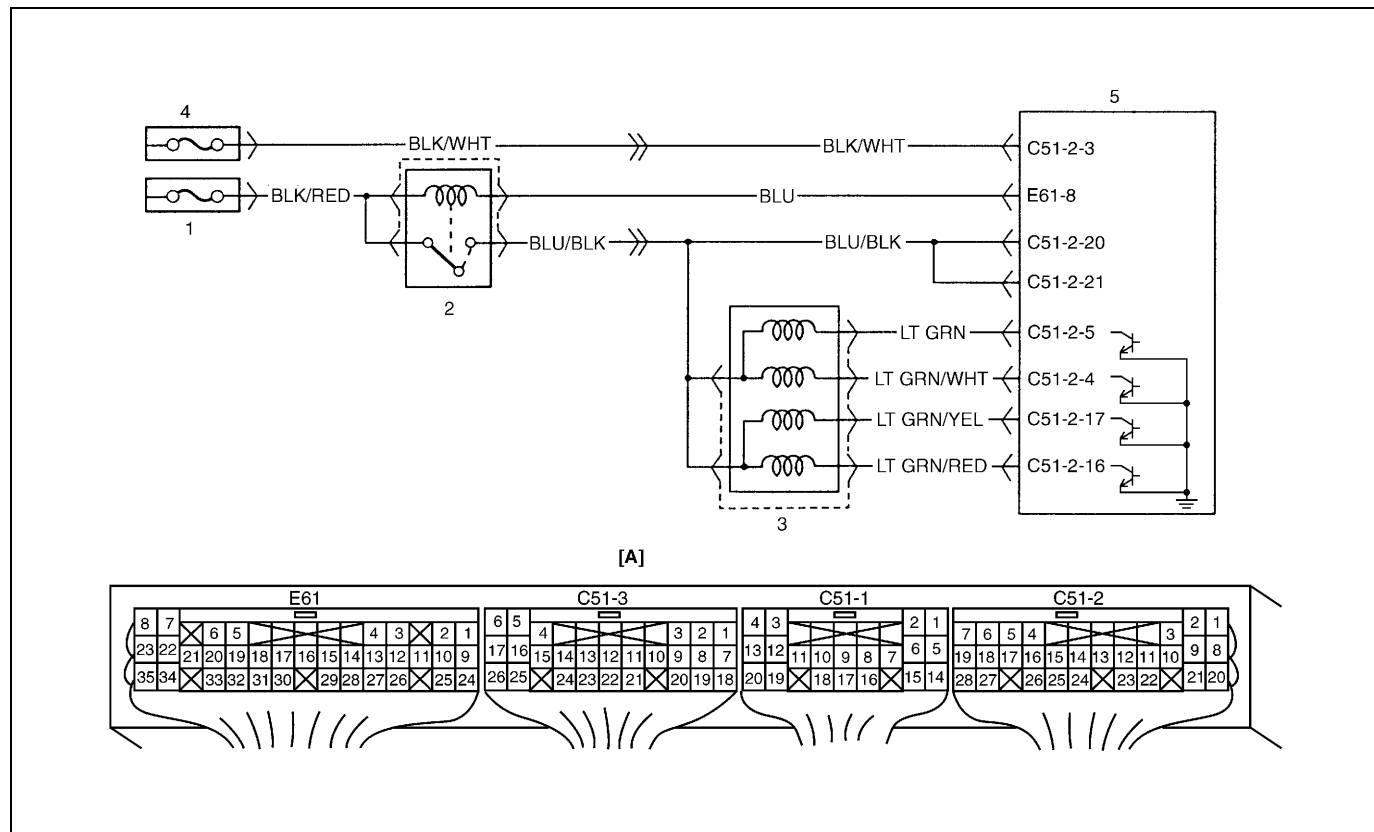 4
5
BLK/WHT
BLK/WHT
C51-2-3
BLK/RED
BLU
E61-8
1
BLU/BLK
BLU/BLK
C51-2-20
2
C51-2-21
LT GRN
C51-2-5
LT GRN/WHT
C51-2-4
LT GRN/YEL
C51-2-17
LT GRN/RED
C51-2-16
3
[A]
E61
C51-3
C51-1
C51-2
8 7 6 5 4 3 2 1
23 22 21 20 19 18 17 16 15 14 13 12 11 10 9
35 34 33 32 31 30 29 28 27 26 25 24
6 5 4 3 2 1
17 16 15 14 13 12 11 10 9 8 7
26 25 24 23 22 21 20 19 18
4 3 2 1
13 12 11 10 9 8 7 6 5
20 19 18 17 16 15 14
7 6 5 4 3 2 1
19 18 17 16 15 14 13 12 11 10 9 8
28 27 26 25 24 23 22 21 20